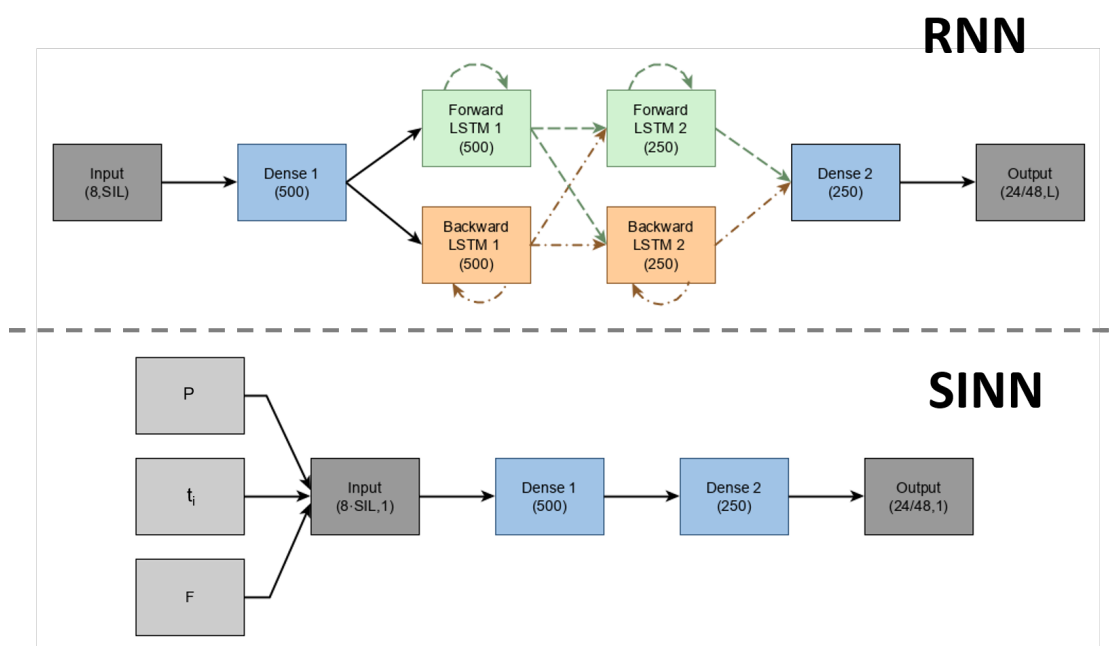 RNN
Input
(8,SIL)
Dense 1
(500)
Forward
LSTM 1
(500)
Backward
LSTM 1
(500)
Forward
LSTM 2
(250)
Backward
LSTM 2
(250)
Dense 2
(250)
Output
(24/48,L)
SINN
P
tᵢ
F
Input
(8·SIL,1)
Dense 1
(500)
Dense 2
(250)
Output
(24/48,1)